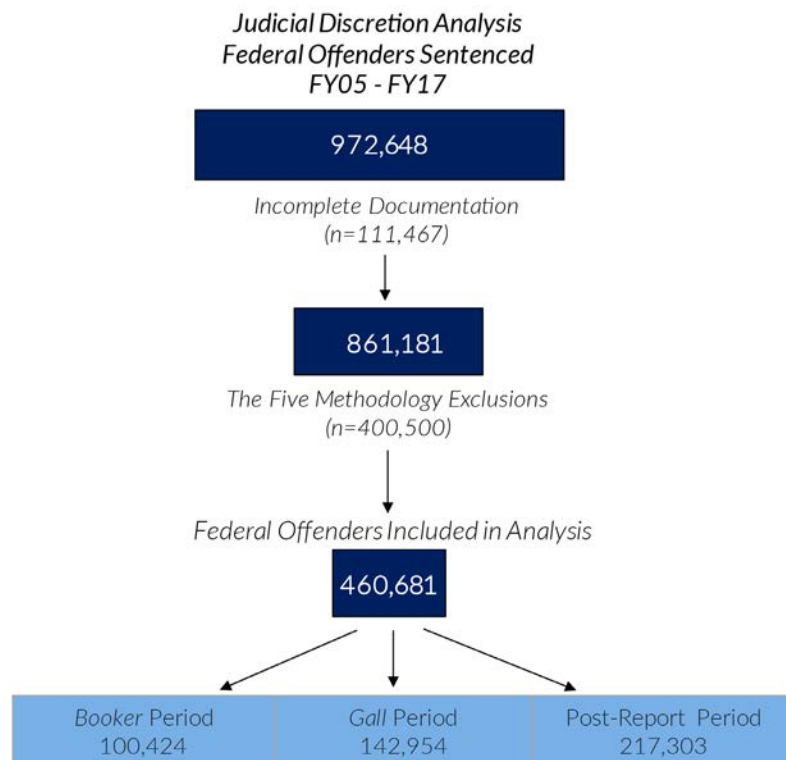 Judicial Discretion Analysis
Federal Offenders Sentenced
FY05 - FY17
972,648
Incomplete Documentation
(n=111,467)
861,181
The Five Methodology Exclusions
(n=400,500)
Federal Offenders Included in Analysis
460,681
Booker Period
100,424
Gall Period
142,954
Post-Report Period
217,303